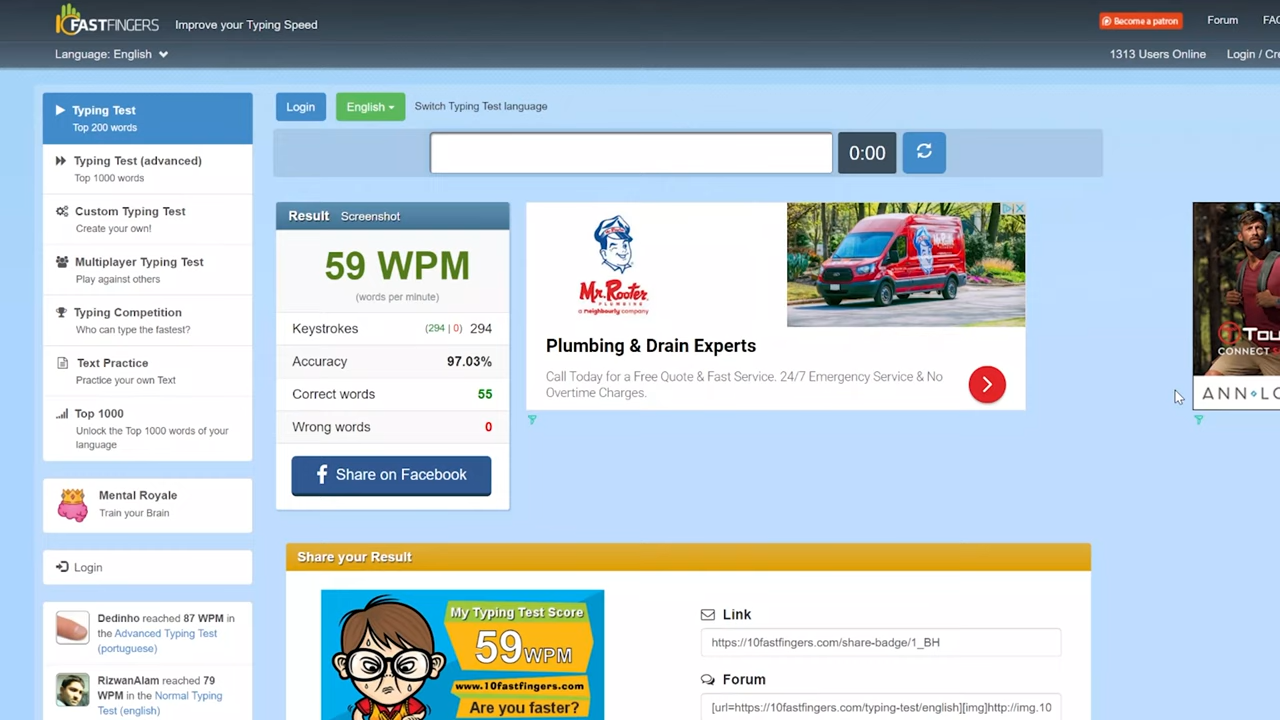 FASTFINGERS
Improve your Typing Speed
Become a patron
Forum
Language: English
1313 Users Online
Typing Test
Top 200 words
Typing Test (advanced)
Top 1000 words
Custom Typing Test
Create your own!
Multiplayer Typing Test
Play against others
Typing Competition
Who can type the fastest?
Text Practice
Practice your own Text
Top 1000
Unlock the Top 1000 words of your
language
Mental Royale
Train your Brain
Login
Dedinho reached 87 WPM in
the Advanced Typing Test
(portuguese)
RizwanAlam reached 79
WPM in the Normal Typing
Test (english)
Login
English
Switch Typing Test language
0:00
Result Screenshot
59 WPM
(words per minute)
Keystrokes (294 | 0) 294
Accuracy 97.03%
Correct words 55
Wrong words 0
Share on Facebook
Mr. Rooter
PLUMBING
a neighbourly company
Plumbing & Drain Experts
Call Today for a Free Quote & Fast Service. 24/7 Emergency Service & No
Overtime Charges.
CONNECT
Share your Result
My Typing Test Score
59 WPM
www.10fastfingers.com
Are you faster?
Link
https://10fastfingers.com/share-badge/1_BH
Forum
[url=https://10fastfingers.com/typing-test/english][img]http://img.10